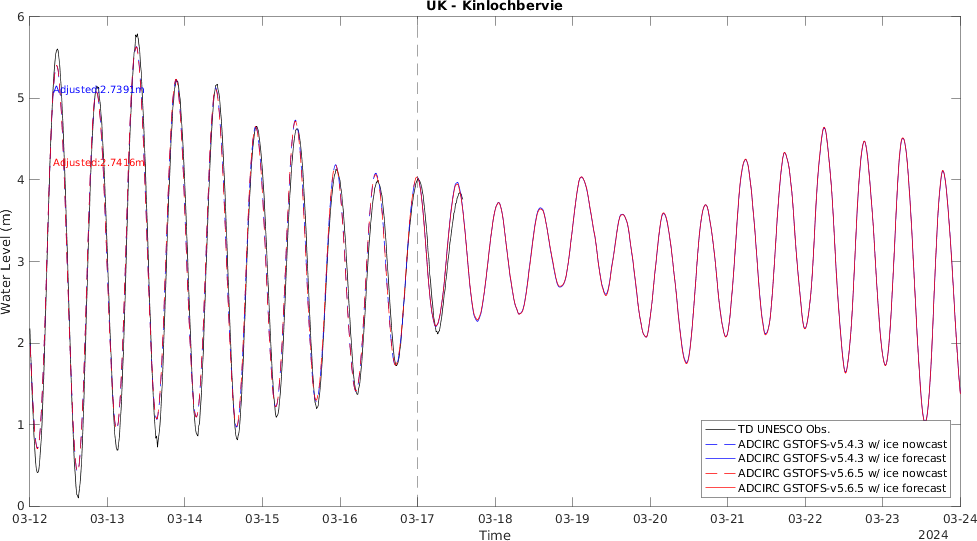 UK - Kinlochbervie
6
5
4
3
2
1
0
Water Level (m)
Adjusted:2.7391m
Adjusted:2.7416m
TD UNESCO Obs.
ADCIRC GSTOFS-v5.4.3 w/ ice nowcast
ADCIRC GSTOFS-v5.4.3 w/ ice forecast
ADCIRC GSTOFS-v5.6.5 w/ ice nowcast
ADCIRC GSTOFS-v5.6.5 w/ ice forecast
03-12 03-13 03-14 03-15 03-16 03-17 03-18 03-19 03-20 03-21 03-22 03-23 03-24
Time
2024